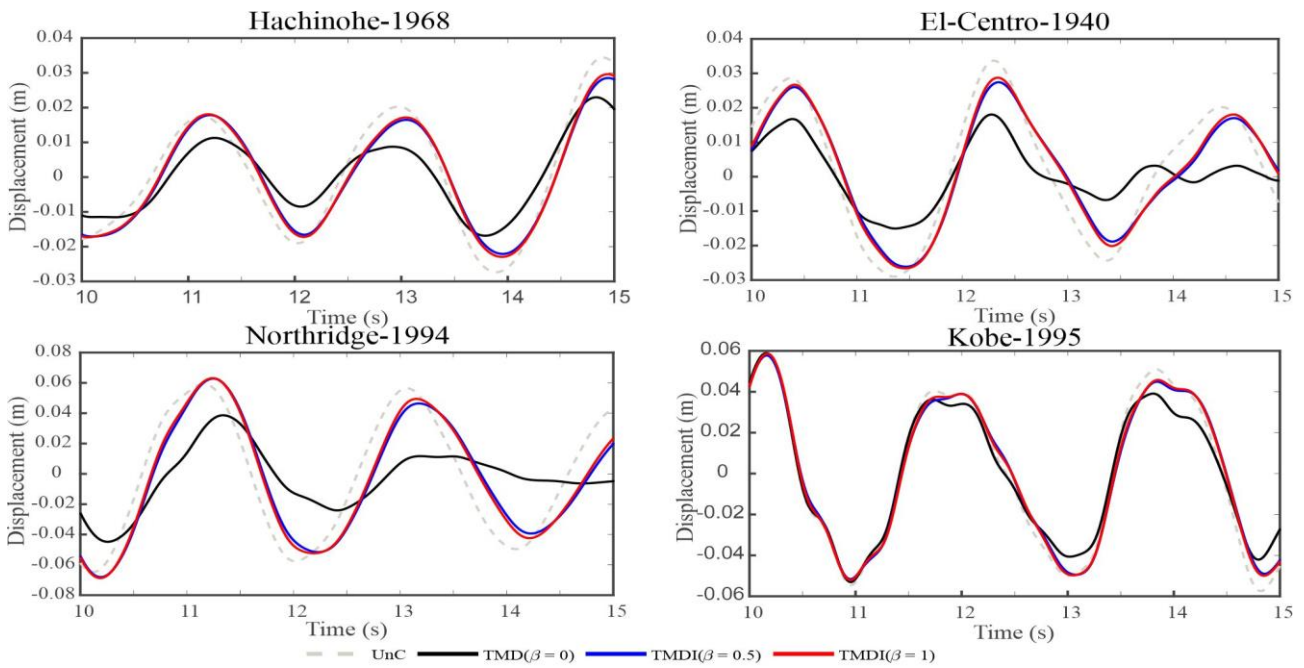 Hachinohe-1968
0.04
0.03
0.02
0.01
0
-0.01
-0.02
-0.03
Displacement (m)
10 11 12 13 14 15
Time (s)
El-Centro-1940
0.04
0.03
0.02
0.01
0
-0.01
-0.02
-0.03
Displacement (m)
10 11 12 13 14 15
Time (s)
Northridge-1994
0.08
0.06
0.04
0.02
0
-0.02
-0.04
-0.06
-0.08
Displacement (m)
10 11 12 13 14 15
Time (s)
Kobe-1995
0.06
0.04
0.02
0
-0.02
-0.04
-0.06
Displacement (m)
10 11 12 13 14 15
Time (s)
UnC TMD(β = 0) TMDI(β = 0.5) TMDI(β = 1)